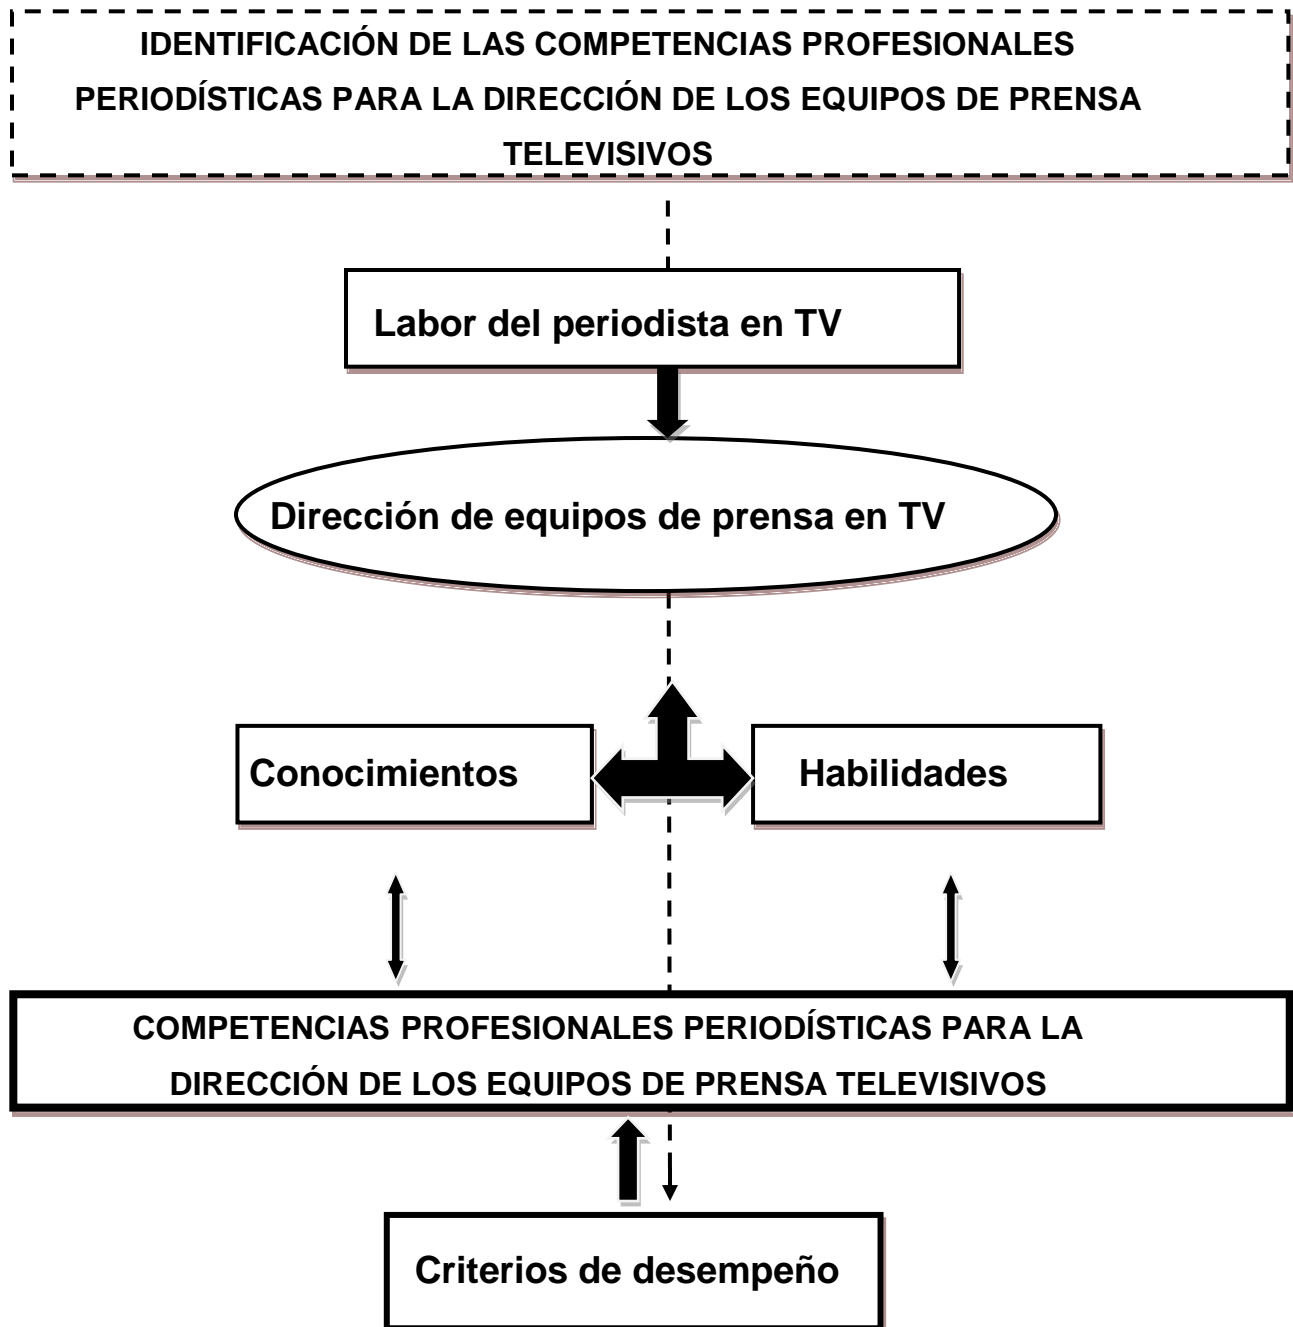 IDENTIFICACIÓN DE LAS COMPETENCIAS PROFESIONALES
PERIODÍSTICAS PARA LA DIRECCIÓN DE LOS EQUIPOS DE PRENSA
TELEVISIVOS
Labor del periodista en TV
Dirección de equipos de prensa en TV
Conocimientos
Habilidades
COMPETENCIAS PROFESIONALES PERIODÍSTICAS PARA LA
DIRECCIÓN DE LOS EQUIPOS DE PRENSA TELEVISIVOS
Criterios de desempeño